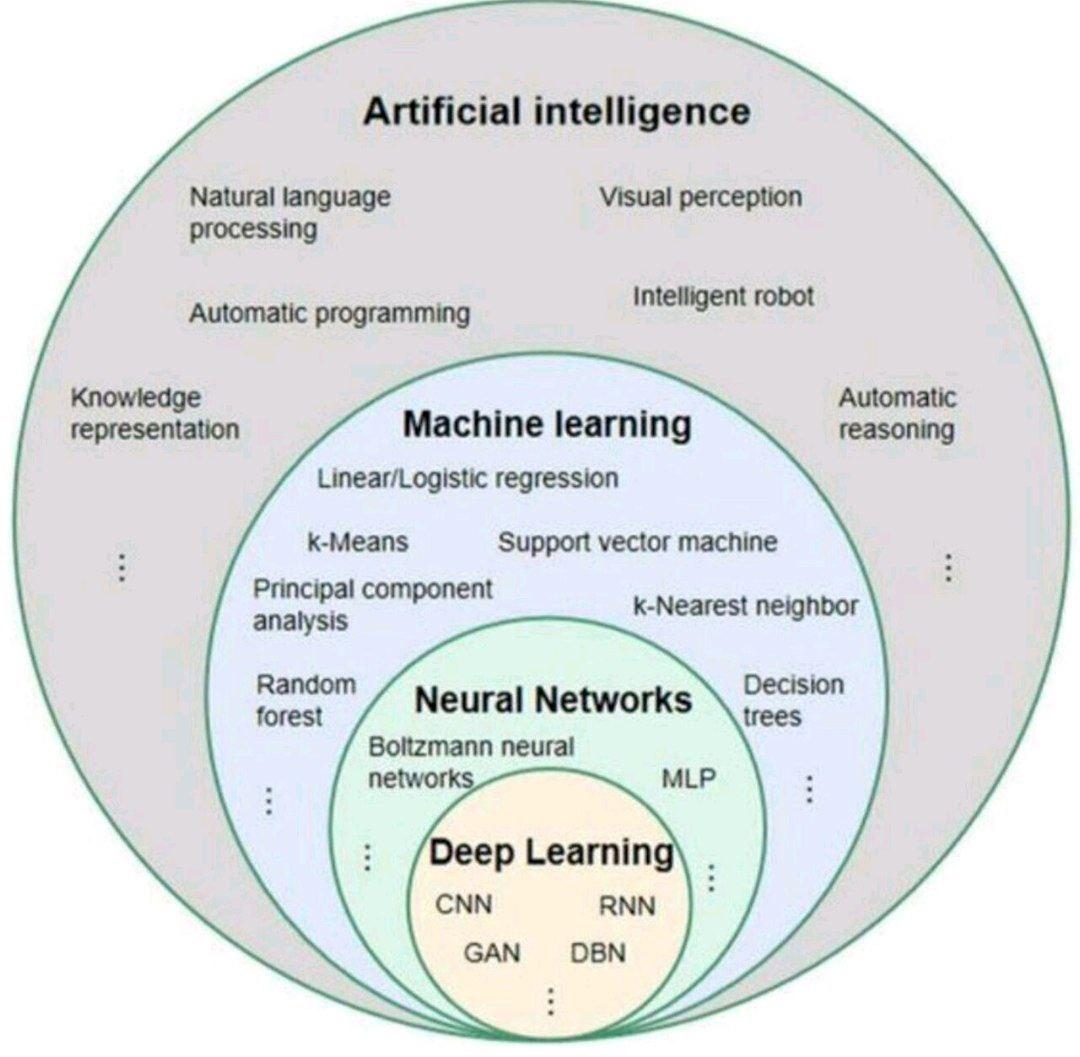 Artificial intelligence
Natural language
processing
Visual perception
Automatic programming
Intelligent robot
Knowledge
representation
Automatic
reasoning
Machine learning
Linear/Logistic regression
k-Means
Support vector machine
Principal component
analysis
k-Nearest neighbor
Random
forest
Decision
trees
Neural Networks
Boltzmann neural
networks
MLP
Deep Learning
CNN
RNN
GAN
DBN